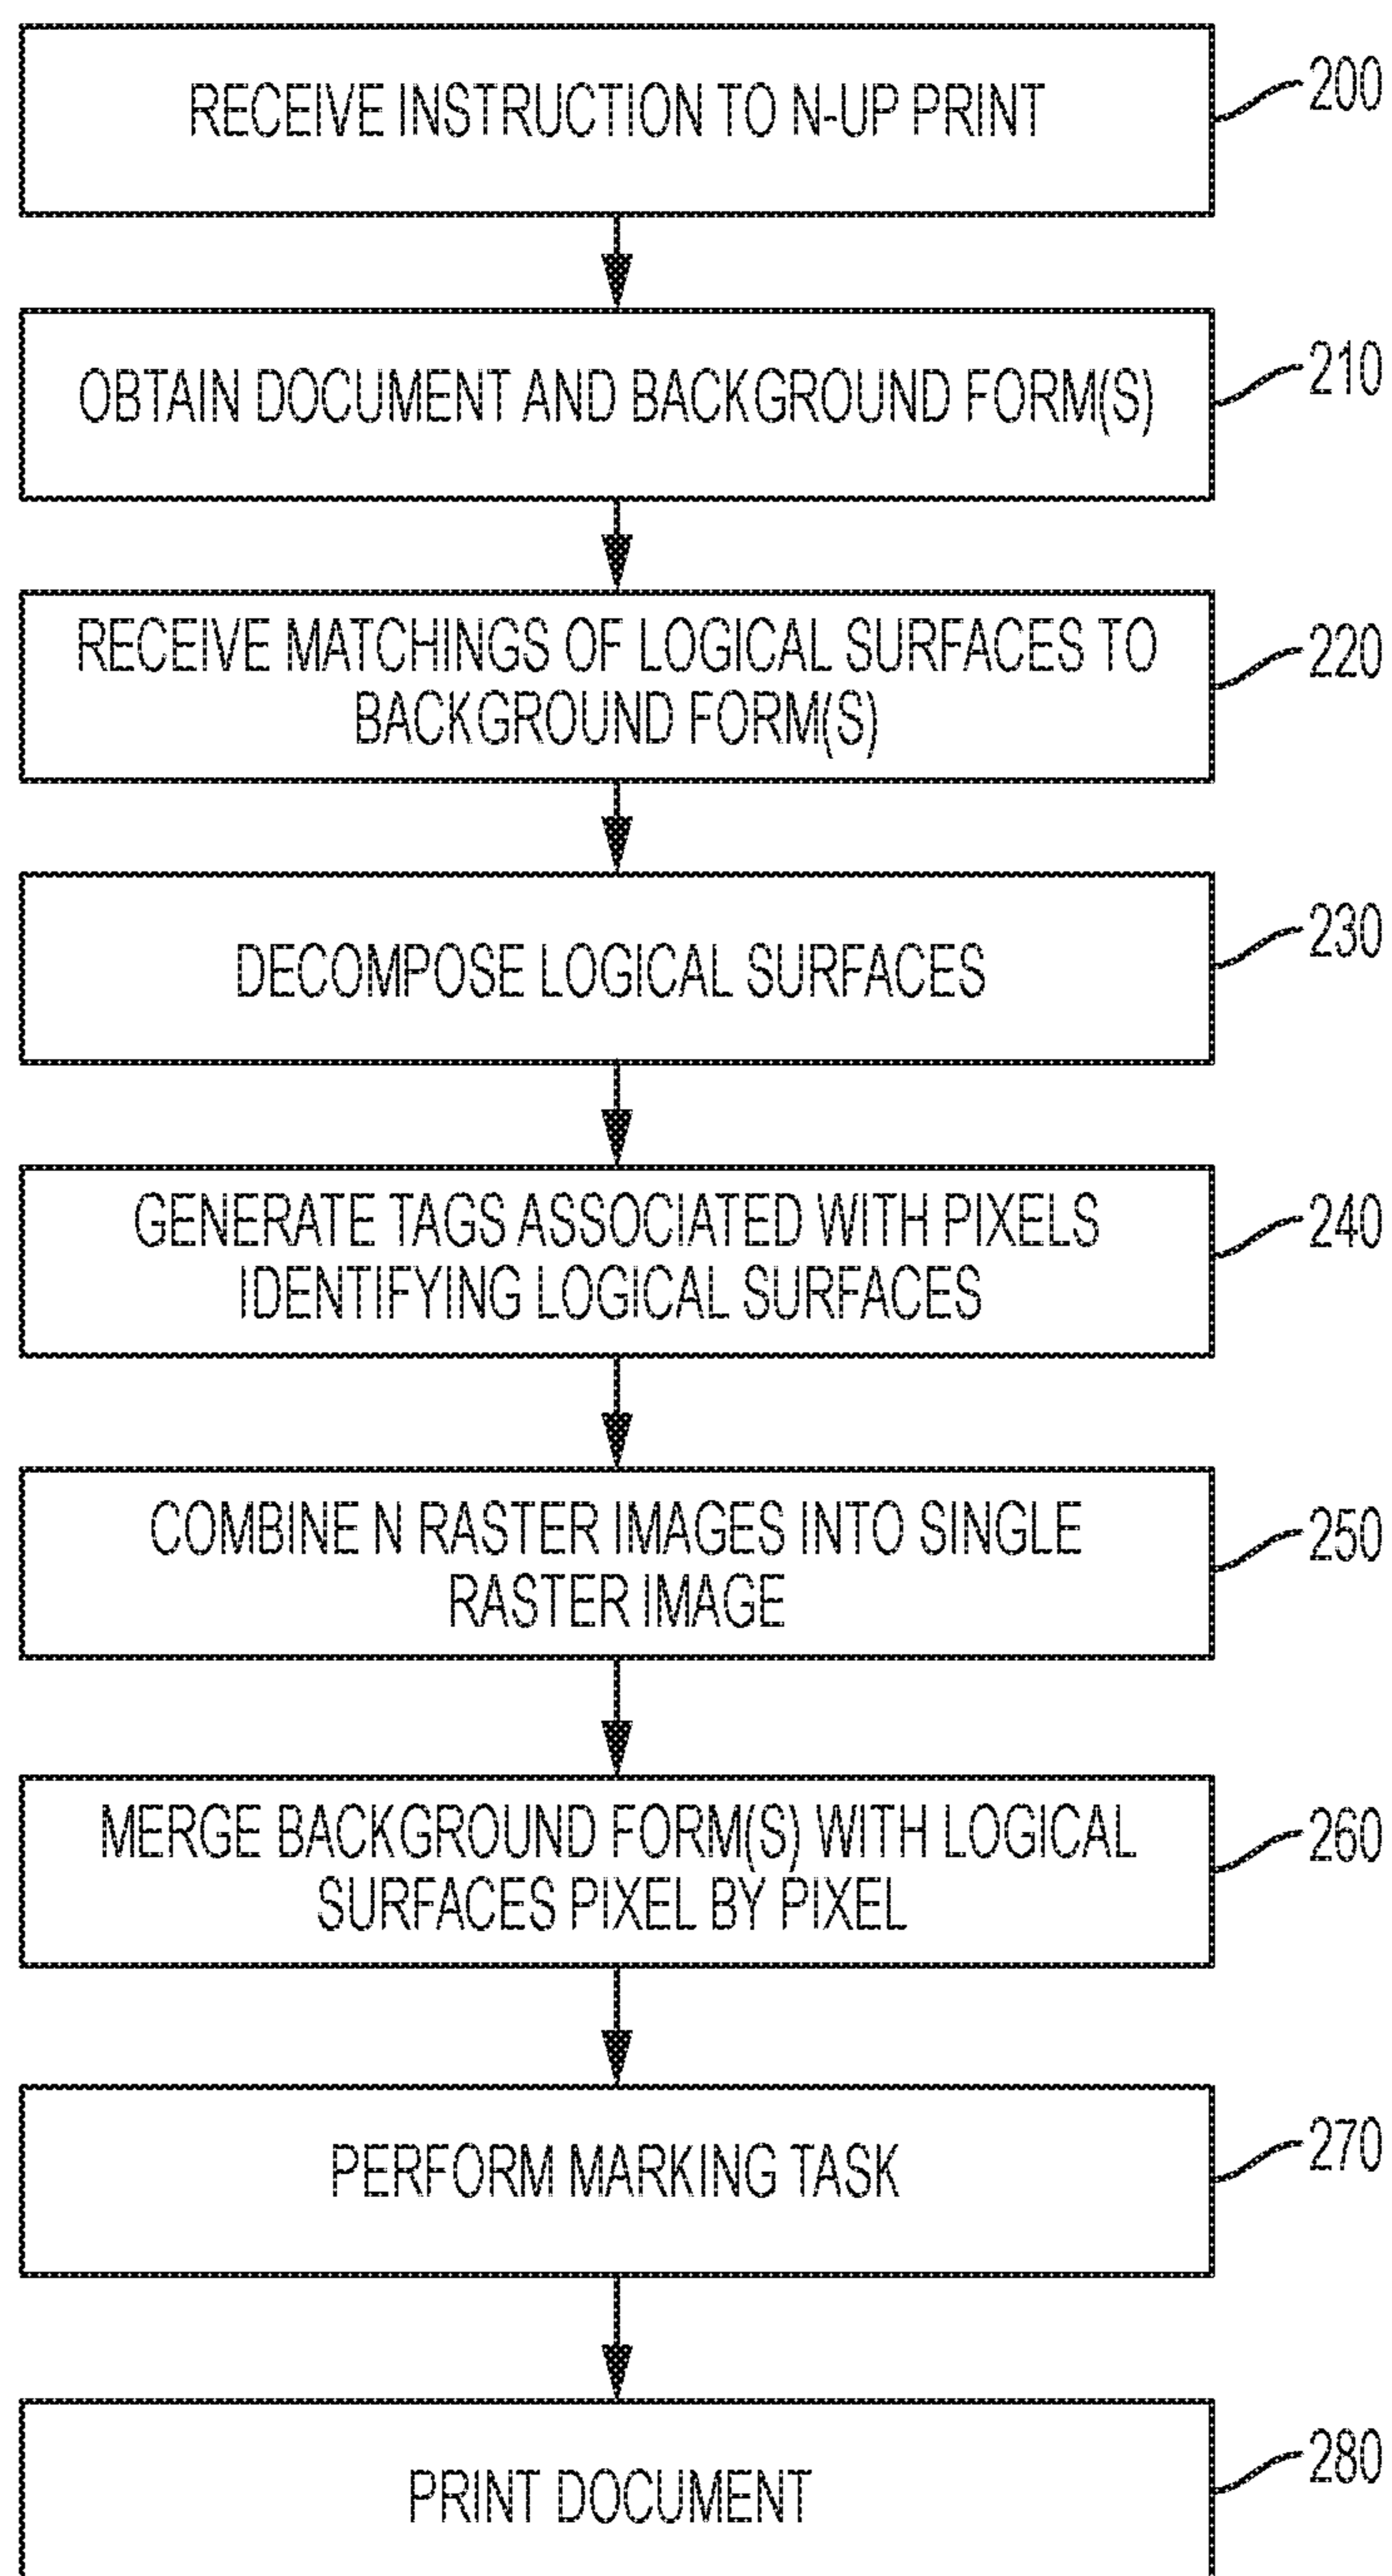 RECEIVE INSTRUCTION TO N-UP PRINT
200
OBTAIN DOCUMENT AND BACKGROUND FORM(S)
210
RECEIVE MATCHINGS OF LOGICAL SURFACES TO
BACKGROUND FORM(S)
220
DECOMPOSE LOGICAL SURFACES
230
GENERATE TAGS ASSOCIATED WITH PIXELS
IDENTIFYING LOGICAL SURFACES
240
COMBINE N RASTER IMAGES INTO SINGLE
RASTER IMAGE
250
MERGE BACKGROUND FORM(S) WITH LOGICAL
SURFACES PIXEL BY PIXEL
260
PERFORM MARKING TASK
270
PRINT DOCUMENT
280